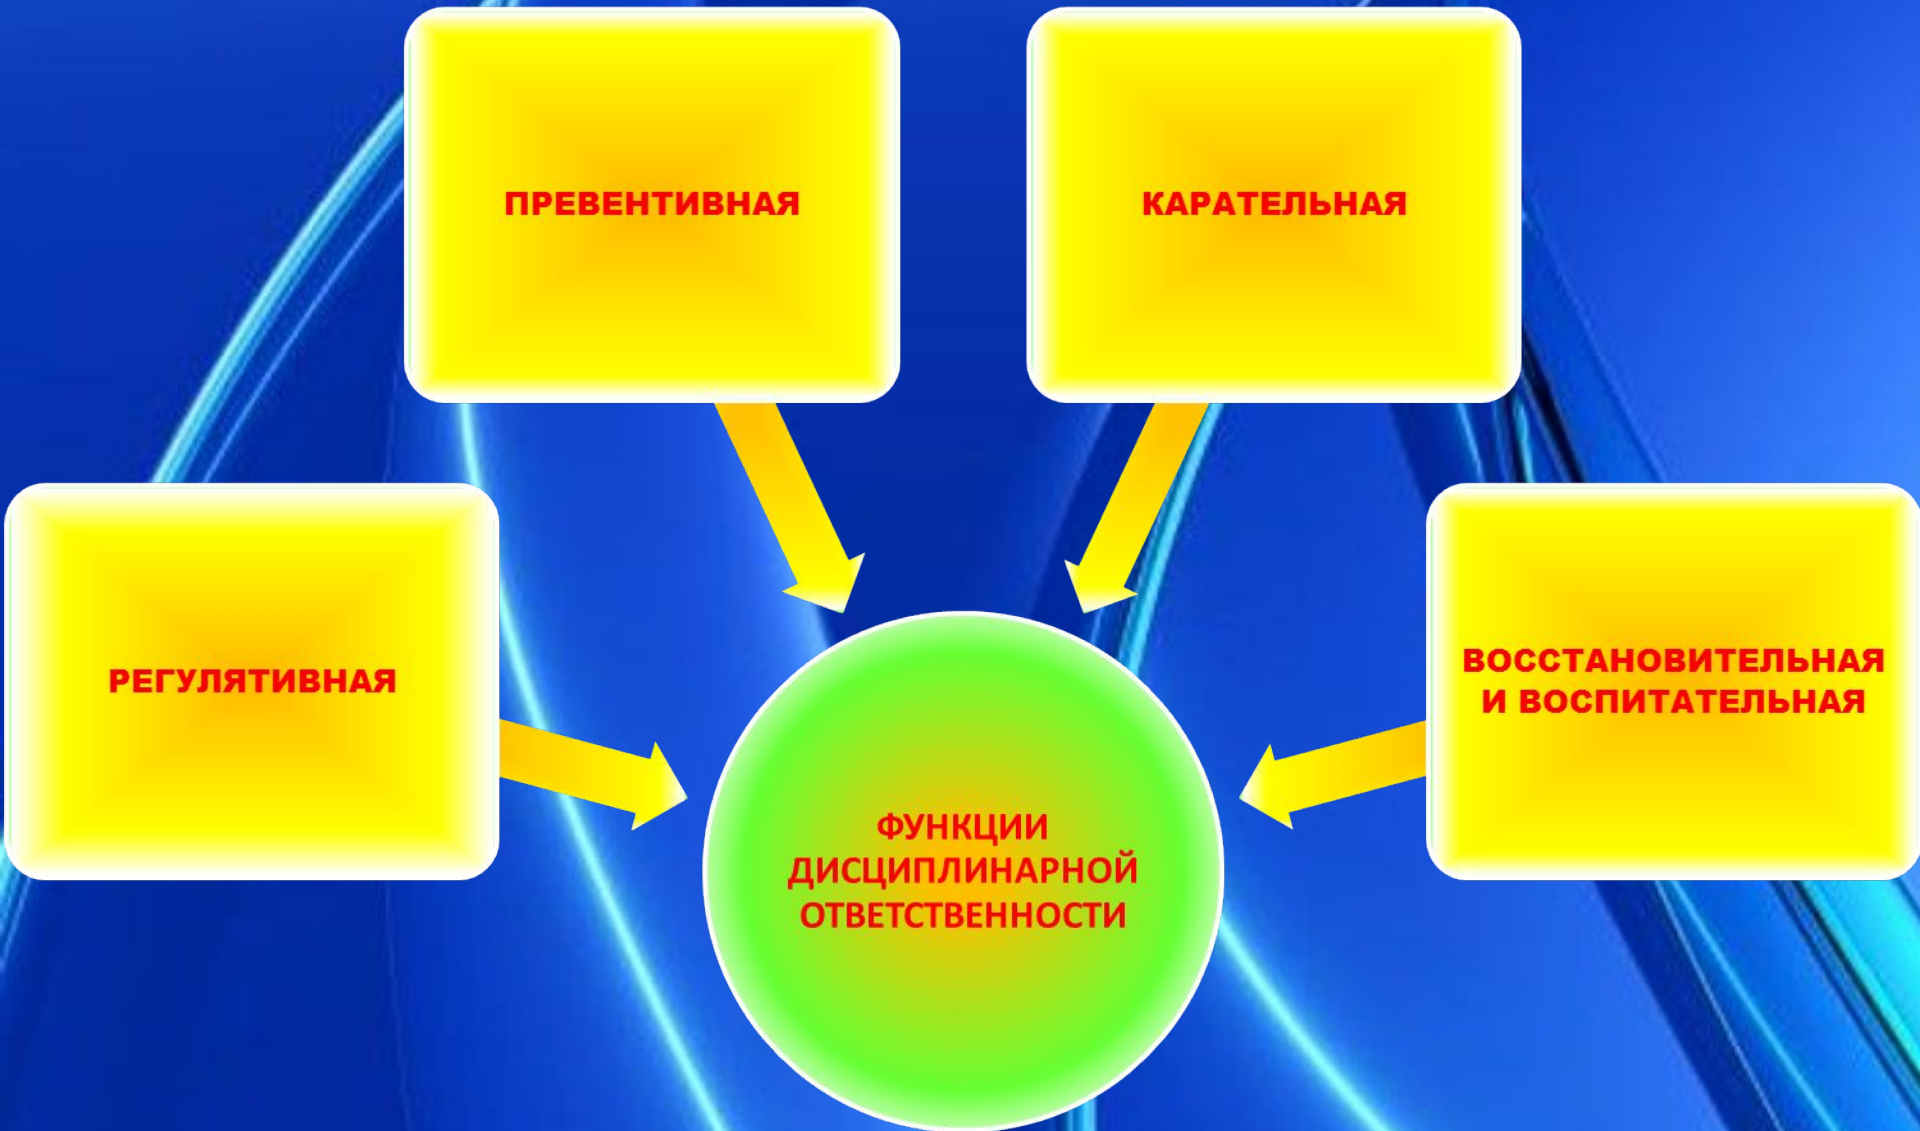 ПРЕВЕНТИВНАЯ
КАРАТЕЛЬНАЯ
РЕГУЛЯТИВНАЯ
ВОССТАНОВИТЕЛЬНАЯ
И ВОСПИТАТЕЛЬНАЯ
ФУНКЦИИ
ДИСЦИПЛИНАРНОЙ
ОТВЕТСТВЕННОСТИ